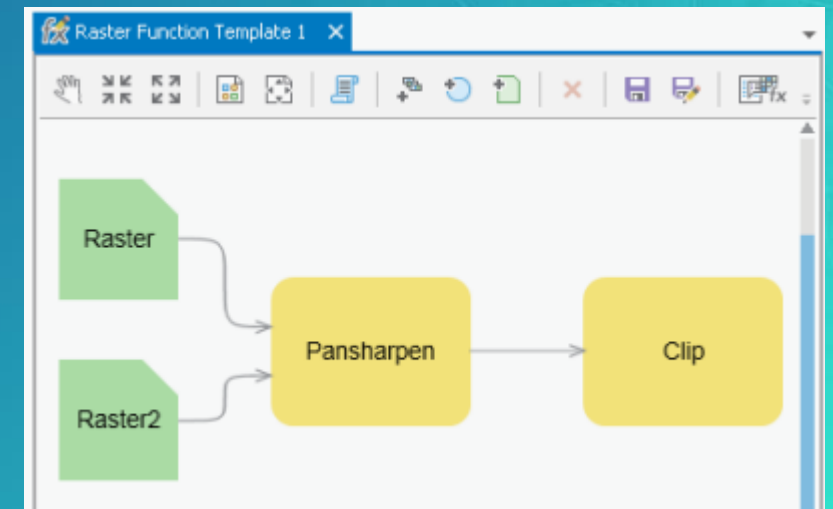 Raster Function Template 1
Raster
Pansharpen
Clip
Raster2